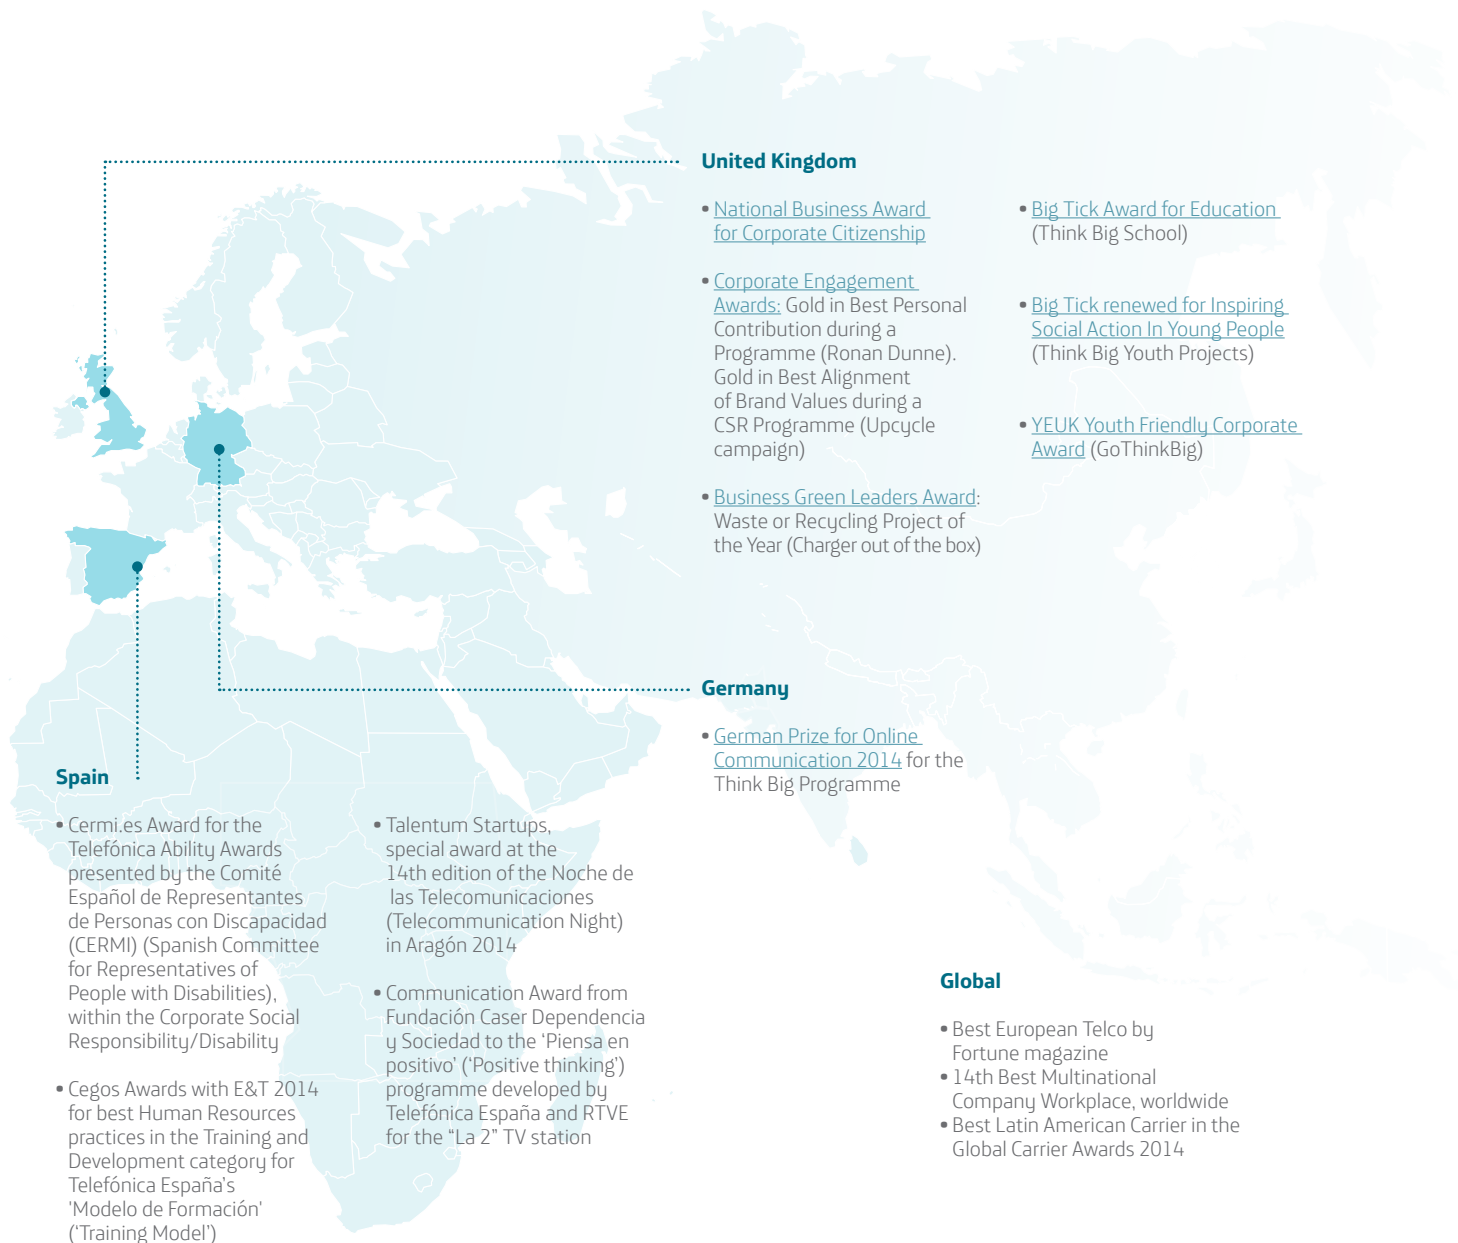 United Kingdom
• National Business Award
for Corporate Citizenship
• Corporate Engagement
Awards: Gold in Best Personal
Contribution during a
Programme (Ronan Dunne).
Gold in Best Alignment
of Brand Values during a
CSR Programme (Upcycle
campaign)
• Business Green Leaders Award:
Waste or Recycling Project of
the Year (Charger out of the box)
• Big Tick Award for Education
(Think Big School)
• Big Tick renewed for Inspiring
Social Action In Young People
(Think Big Youth Projects)
• YEUK Youth Friendly Corporate
Award (GoThinkBig)
Germany
• German Prize for Online
Communication 2014 for the
Think Big Programme
Spain
• Cermi.es Award for the
Telefónica Ability Awards
presented by the Comité
Español de Representantes
de Personas con Discapacidad
(CERMI) (Spanish Committee
for Representatives of
People with Disabilities),
within the Corporate Social
Responsibility/Disability
• Cegos Awards with E&T 2014
for best Human Resources
practices in the Training and
Development category for
Telefónica España's
'Modelo de Formación'
('Training Model')
• Talentum Startups,
special award at the
14th edition of the Noche de
las Telecomunicaciones
(Telecommunication Night)
in Aragón 2014
• Communication Award from
Fundación Caser Dependencia
y Sociedad to the 'Piensa en
positivo' ('Positive thinking')
programme developed by
Telefónica España and RTVE
for the "La 2" TV station
Global
• Best European Telco by
Fortune magazine
• 14th Best Multinational
Company Workplace, worldwide
• Best Latin American Carrier in the
Global Carrier Awards 2014